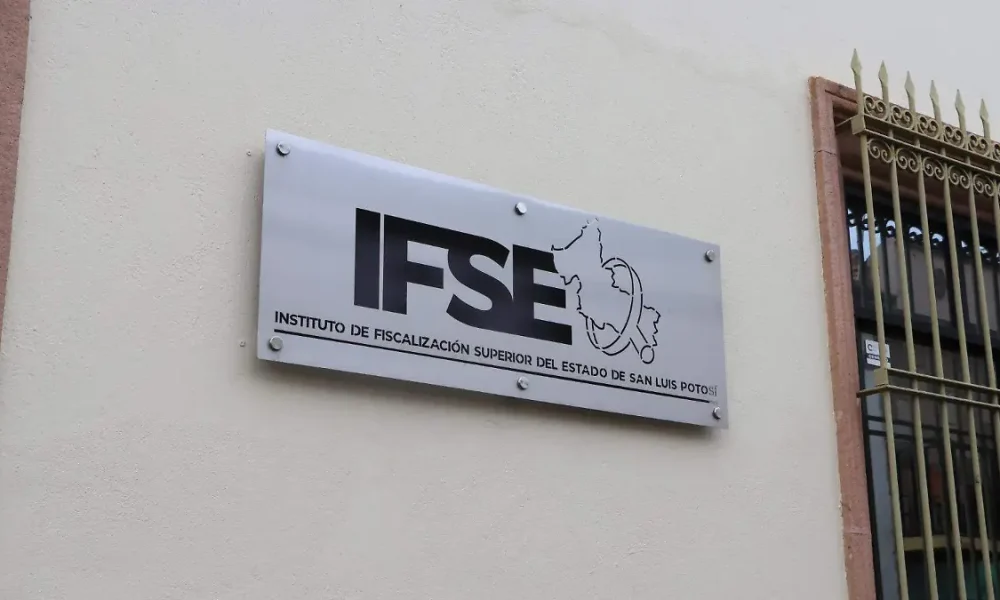 IFSE
INSTITUTO DE FISCALIZACIÓN SUPERIOR DEL ESTADO DE SAN LUIS POTOSÍ